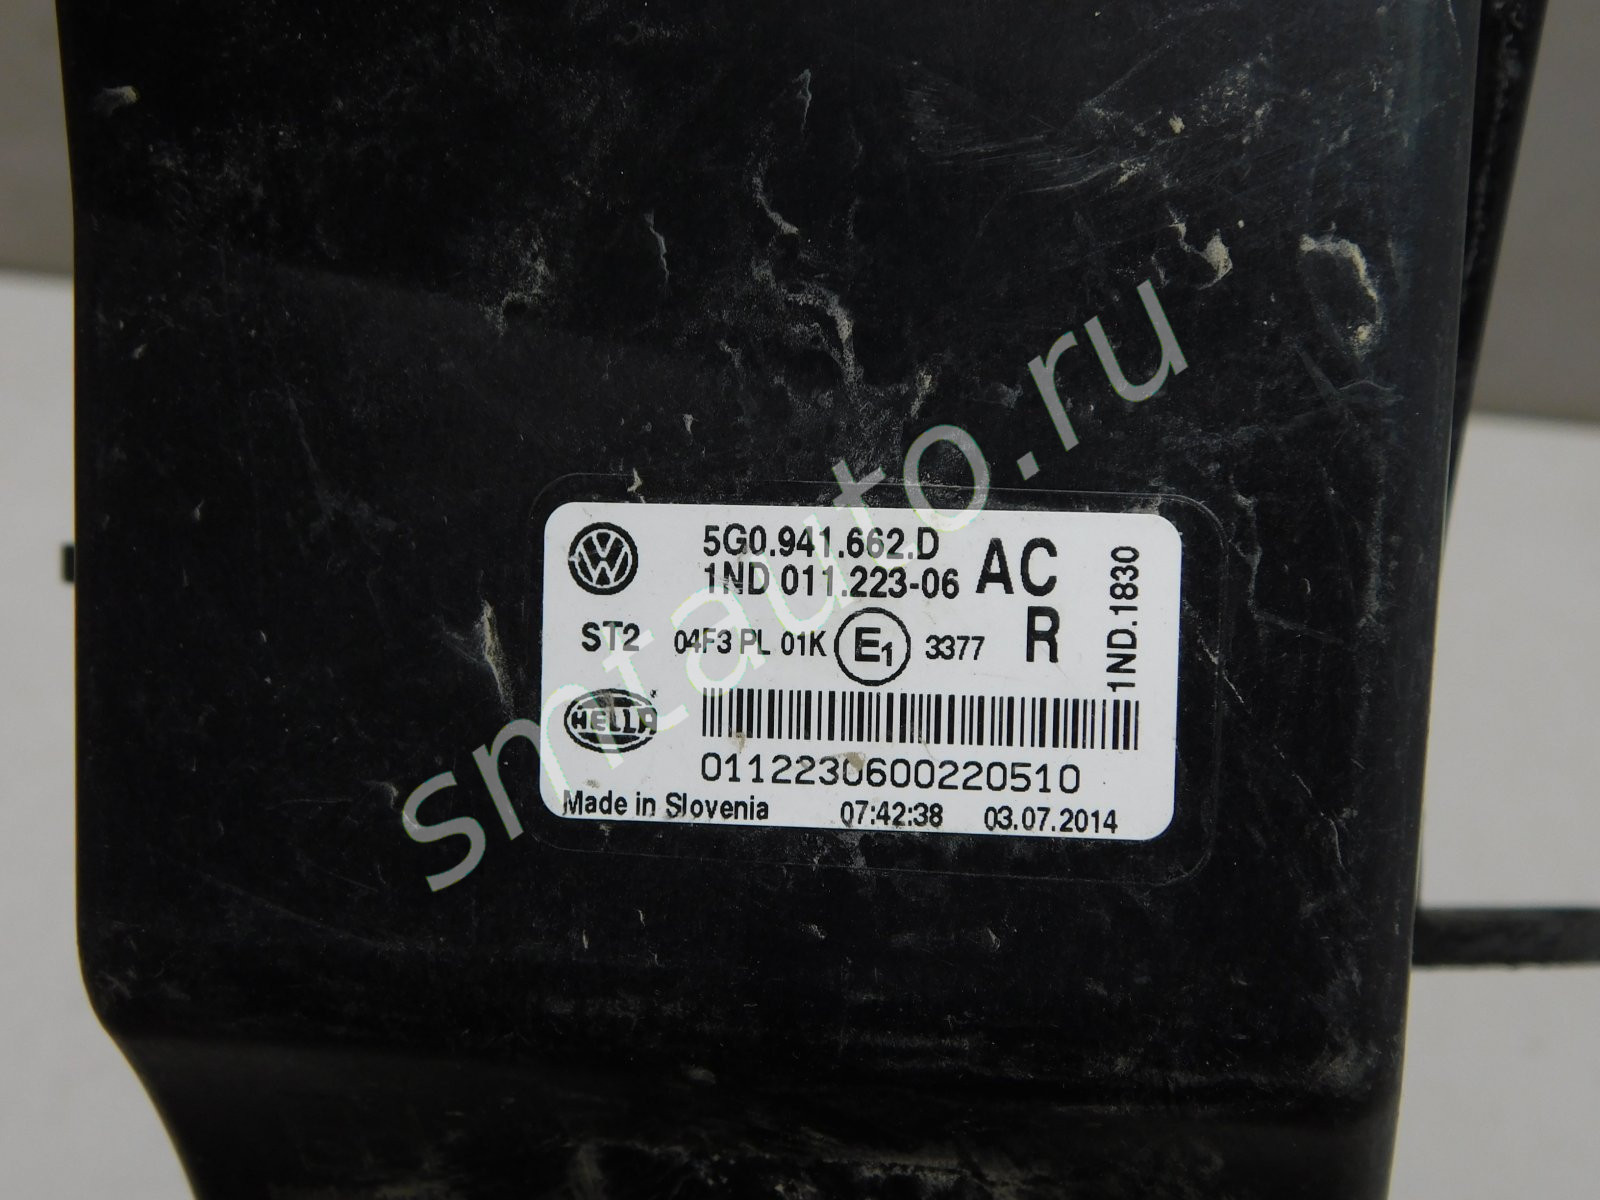 5G0.941.662.D
1ND 011.223-06
AC
R
1ND.1830
ST2
04F3 PL 01K E1 3377
HELLA
0112230600220510
Made in Slovenia 07:42:38 03.07.2014
smtauto.ru